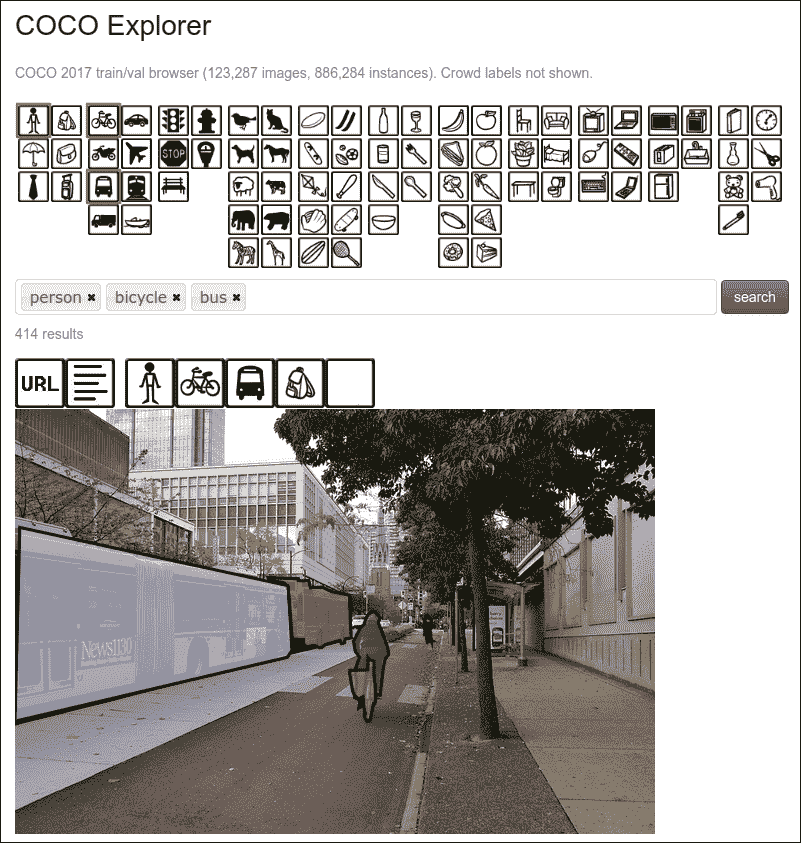 COCO Explorer
COCO 2017 train/val browser (123,287 images, 886,284 instances). Crowd labels not shown.
STOP
person × bicycle × bus × search
414 results
URL
News1130